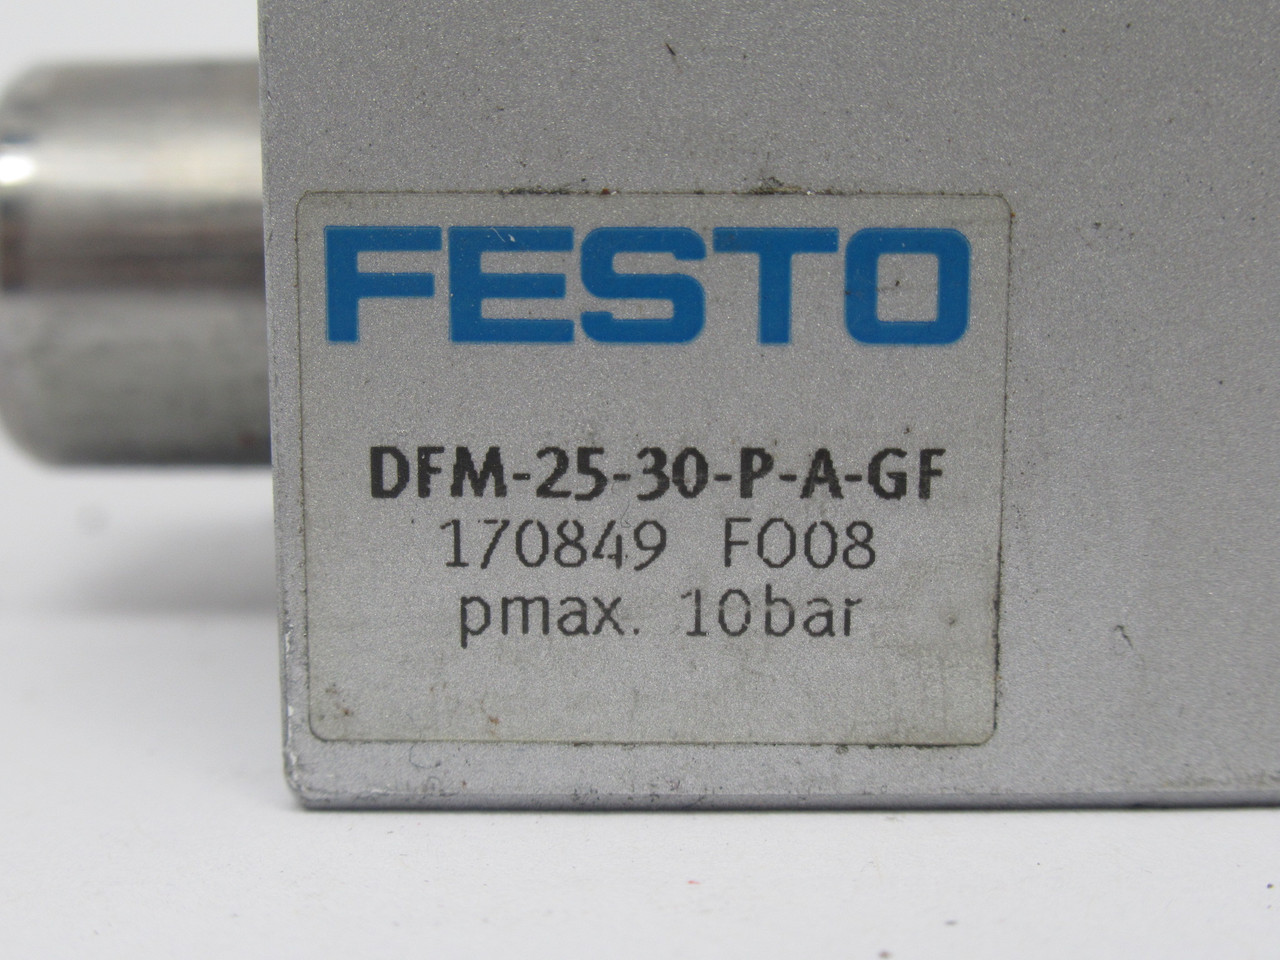 FESTO
DFM-25-30-P-A-GF
170849 FO08
pmax. 10bar